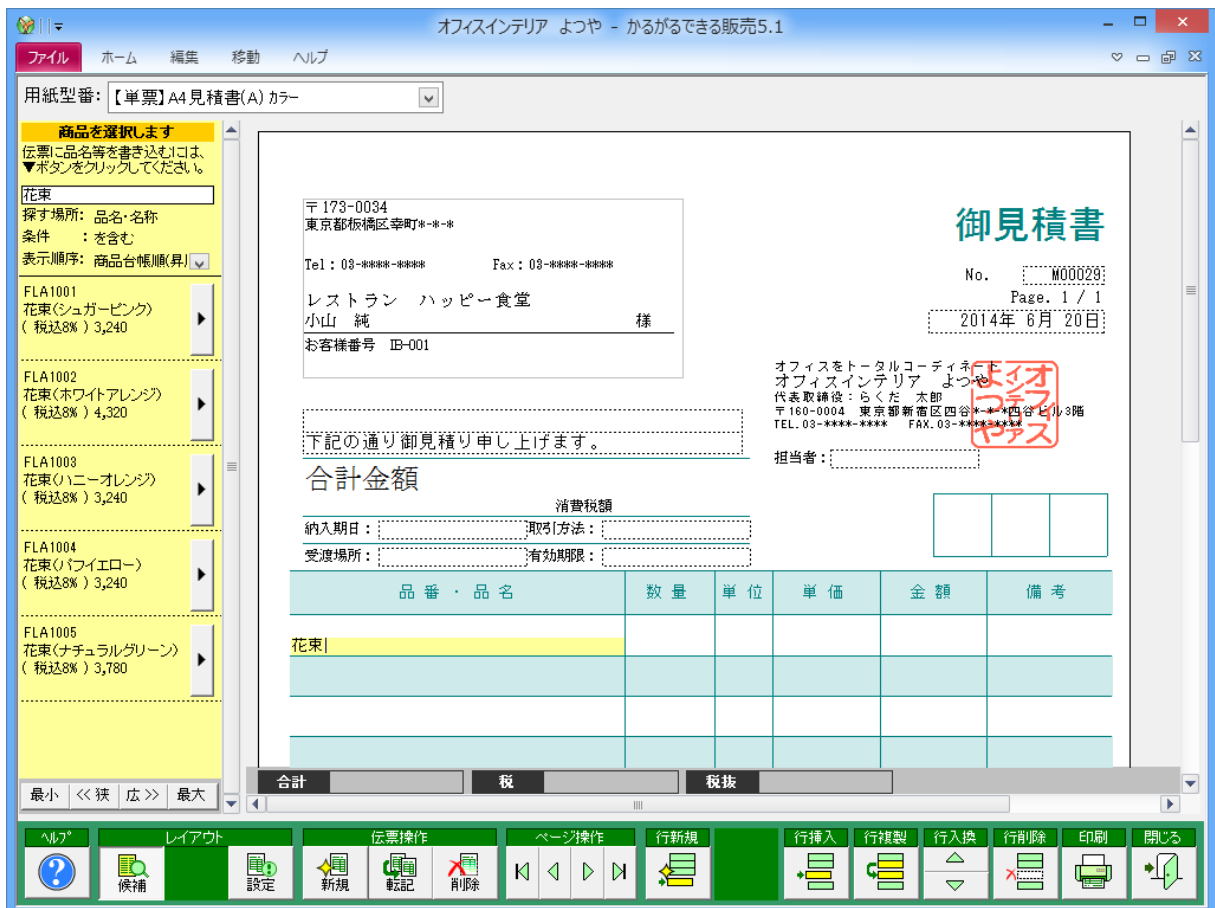 オフィスインテリア よつや - かるがるできる販売5.1
ファイル ホーム 編集 移動 ヘルプ
用紙型番: 【単票】A4見積書(A) カラー
商品を選択します
伝票に品名等を書き込むには、
▼ボタンをクリックしてください。
花束
探す場所: 品名・名称
条件 : を含む
表示順序: 商品台帳順(昇)
FLA1001
花束(シュガーピンク)
( 税込8% ) 3,240
FLA1002
花束(ホワイトアレンジ)
( 税込8% ) 4,320
FLA1003
花束(ハニーオレンジ)
( 税込8% ) 3,240
FLA1004
花束(パフイエロー)
( 税込8% ) 3,240
FLA1005
花束(ナチュラルグリーン)
( 税込8% ) 3,780
最小 <<狭 広>> 最大
〒173-0034
東京都板橋区幸町*-*-*
Tel:03-****-**** Fax:03-****-****
レストラン ハッピー食堂
小山 純 様
お客様番号 IB-001
御見積書
No. M00029
Page. 1 / 1
2014年 6月 20日
オフィスをトータルコーディネート
オフィスインテリア よつや
代表取締役:らくだ 太郎
〒160-0004 東京都新宿区四谷*-*-*四谷ビル3階
TEL.03-****-**** FAX.03-****-****
担当者:
下記の通り御見積り申し上げます。
合計金額
消費税額
納入期日: 取引方法:
受渡場所: 有効期限:
品番・品名 数量 単位 単価 金額 備考
花束
合計 税 税抜
ヘルプ レイアウト 伝票操作 ページ操作 行新規 行挿入 行複製 行入換 行削除 印刷 閉じる
候補 設定 新規 転記 削除